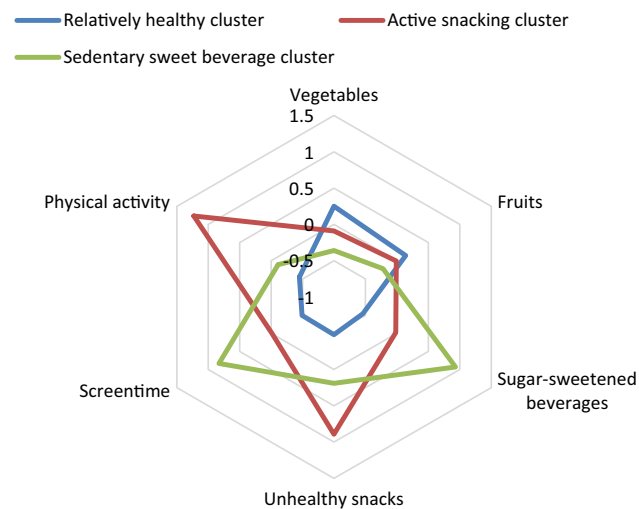 Relatively healthy cluster
Active snacking cluster
Sedentary sweet beverage cluster
Vegetables
1.5
1
0.5
0
-0.5
-1
Physical activity
Fruits
Screentime
Sugar-sweetened
beverages
Unhealthy snacks